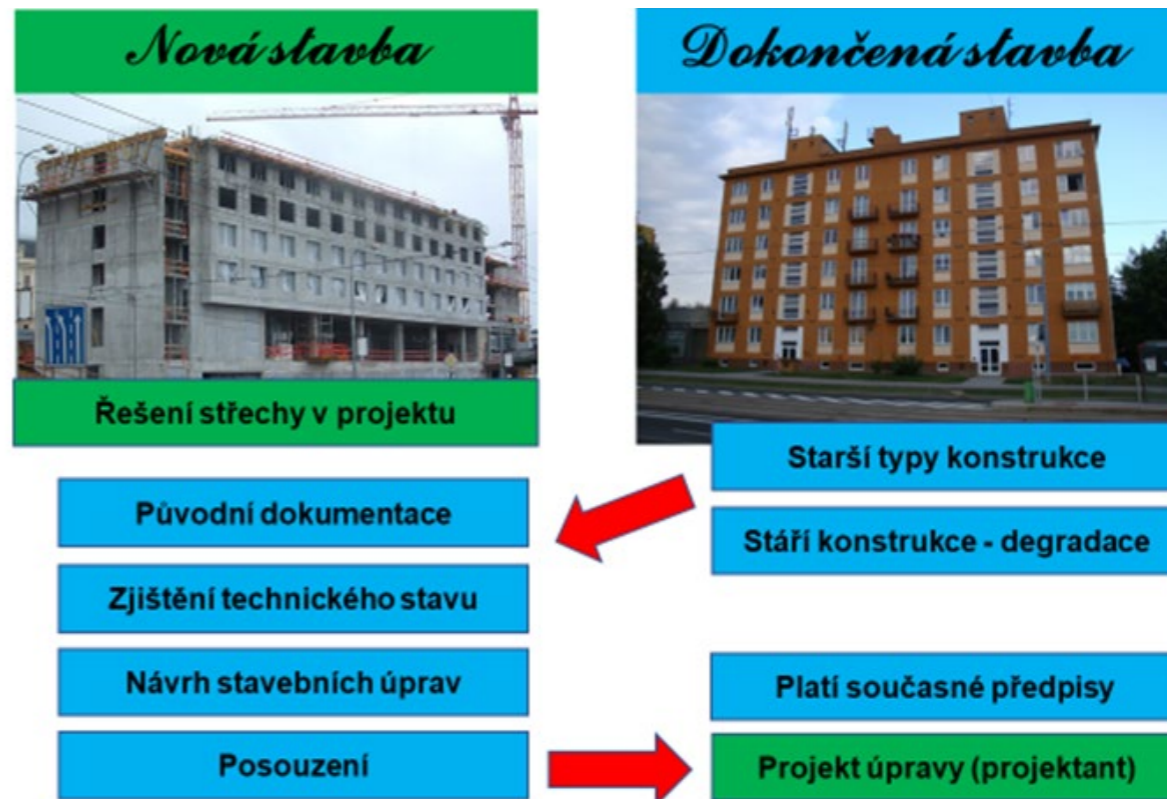 Nová stavba
Dokončená stavba
Řešení střechy v projektu
Starší typy konstrukce
Stáří konstrukce - degradace
Původní dokumentace
Zjištění technického stavu
Návrh stavebních úprav
Posouzení
Platí současné předpisy
Projekt úpravy (projektant)